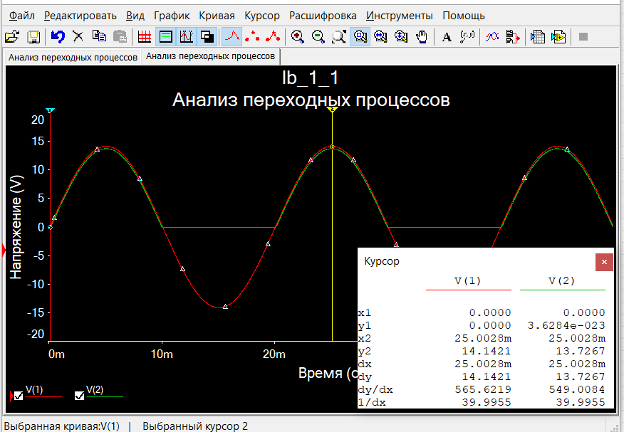 Файл Редактировать Вид График Кривая Курсор Расшифровка Инструменты Помощь
Анализ переходных процессов Анализ переходных процессов
lb_1_1
Анализ переходных процессов
Напряжение (V)
20
15
10
5
0
-5
-10
-15
-20
0m 10m 20m
Время (с
V(1) V(2)
Курсор
V(1) V(2)
x1 0.0000 0.0000
y1 0.0000 3.6284e-023
x2 25.0028m 25.0028m
y2 14.1421 13.7267
dx 25.0028m 25.0028m
dy 14.1421 13.7267
dy/dx 565.6219 549.0084
1/dx 39.9955 39.9955
Выбранная кривая:V(1) | Выбранный курсор 2